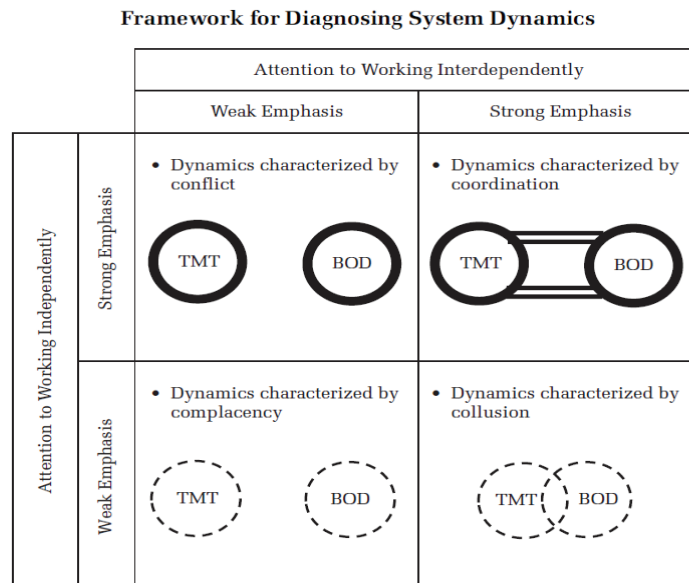 Framework for Diagnosing System Dynamics
Attention to Working Interdependently
Weak Emphasis
Strong Emphasis
Attention to Working Independently
Strong Emphasis
• Dynamics characterized by
conflict
TMT
BOD
• Dynamics characterized by
coordination
TMT
BOD
Weak Emphasis
• Dynamics characterized by
complacency
TMT
BOD
• Dynamics characterized by
collusion
TMT
BOD